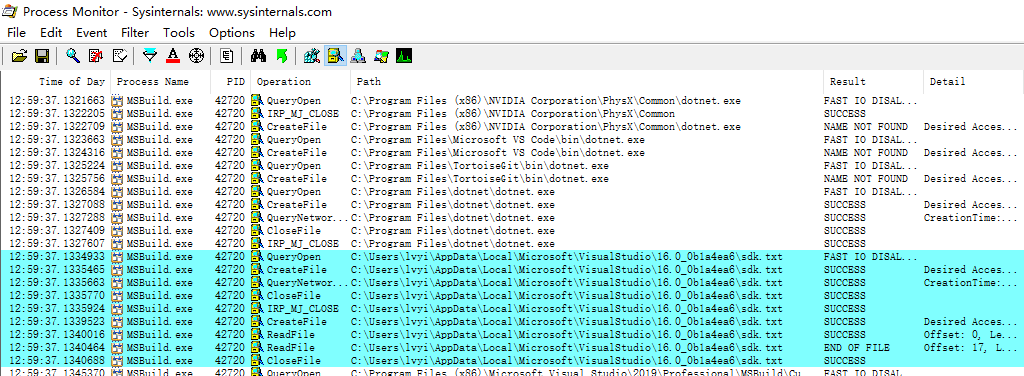 Process Monitor - Sysinternals: www.sysinternals.com
File Edit Event Filter Tools Options Help
Time of Day Process Name PID Operation Path Result Detail
12:59:37.1321663 MSBuild.exe 42720 QueryOpen C:\Program Files (x86)\NVIDIA Corporation\PhysX\Common\dotnet.exe FAST IO DISAL...
12:59:37.1322205 MSBuild.exe 42720 IRP_MJ_CLOSE C:\Program Files (x86)\NVIDIA Corporation\PhysX\Common SUCCESS
12:59:37.1322709 MSBuild.exe 42720 CreateFile C:\Program Files (x86)\NVIDIA Corporation\PhysX\Common\dotnet.exe NAME NOT FOUND Desired Acces...
12:59:37.1323663 MSBuild.exe 42720 QueryOpen C:\Program Files\Microsoft VS Code\bin\dotnet.exe FAST IO DISAL...
12:59:37.1324316 MSBuild.exe 42720 CreateFile C:\Program Files\Microsoft VS Code\bin\dotnet.exe NAME NOT FOUND Desired Acces...
12:59:37.1325224 MSBuild.exe 42720 QueryOpen C:\Program Files\TortoiseGit\bin\dotnet.exe FAST IO DISAL...
12:59:37.1325756 MSBuild.exe 42720 CreateFile C:\Program Files\TortoiseGit\bin\dotnet.exe NAME NOT FOUND Desired Acces...
12:59:37.1326584 MSBuild.exe 42720 QueryOpen C:\Program Files\dotnet\dotnet.exe FAST IO DISAL...
12:59:37.1327088 MSBuild.exe 42720 CreateFile C:\Program Files\dotnet\dotnet.exe SUCCESS Desired Acces...
12:59:37.1327288 MSBuild.exe 42720 QueryNetwor... C:\Program Files\dotnet\dotnet.exe SUCCESS CreationTime:...
12:59:37.1327409 MSBuild.exe 42720 CloseFile C:\Program Files\dotnet\dotnet.exe SUCCESS
12:59:37.1327607 MSBuild.exe 42720 IRP_MJ_CLOSE C:\Program Files\dotnet\dotnet.exe SUCCESS
12:59:37.1334933 MSBuild.exe 42720 QueryOpen C:\Users\lvyi\AppData\Local\Microsoft\VisualStudio\16.0_0b1a4ea6\sdk.txt FAST IO DISAL...
12:59:37.1335465 MSBuild.exe 42720 CreateFile C:\Users\lvyi\AppData\Local\Microsoft\VisualStudio\16.0_0b1a4ea6\sdk.txt SUCCESS Desired Acces...
12:59:37.1335663 MSBuild.exe 42720 QueryNetwor... C:\Users\lvyi\AppData\Local\Microsoft\VisualStudio\16.0_0b1a4ea6\sdk.txt SUCCESS CreationTime:...
12:59:37.1335770 MSBuild.exe 42720 CloseFile C:\Users\lvyi\AppData\Local\Microsoft\VisualStudio\16.0_0b1a4ea6\sdk.txt SUCCESS
12:59:37.1335924 MSBuild.exe 42720 IRP_MJ_CLOSE C:\Users\lvyi\AppData\Local\Microsoft\VisualStudio\16.0_0b1a4ea6\sdk.txt SUCCESS
12:59:37.1339523 MSBuild.exe 42720 CreateFile C:\Users\lvyi\AppData\Local\Microsoft\VisualStudio\16.0_0b1a4ea6\sdk.txt SUCCESS Desired Acces...
12:59:37.1340016 MSBuild.exe 42720 ReadFile C:\Users\lvyi\AppData\Local\Microsoft\VisualStudio\16.0_0b1a4ea6\sdk.txt SUCCESS Offset: 0, Le...
12:59:37.1340464 MSBuild.exe 42720 ReadFile C:\Users\lvyi\AppData\Local\Microsoft\VisualStudio\16.0_0b1a4ea6\sdk.txt END OF FILE Offset: 17, L...
12:59:37.1340688 MSBuild.exe 42720 CloseFile C:\Users\lvyi\AppData\Local\Microsoft\VisualStudio\16.0_0b1a4ea6\sdk.txt SUCCESS
12:59:37.1345370 MSBuild.exe 42720 QueryOpen C:\Program Files (x86)\Microsoft Visual Studio\2019\Professional\MSBuild\Cu FAST IO DISAL...